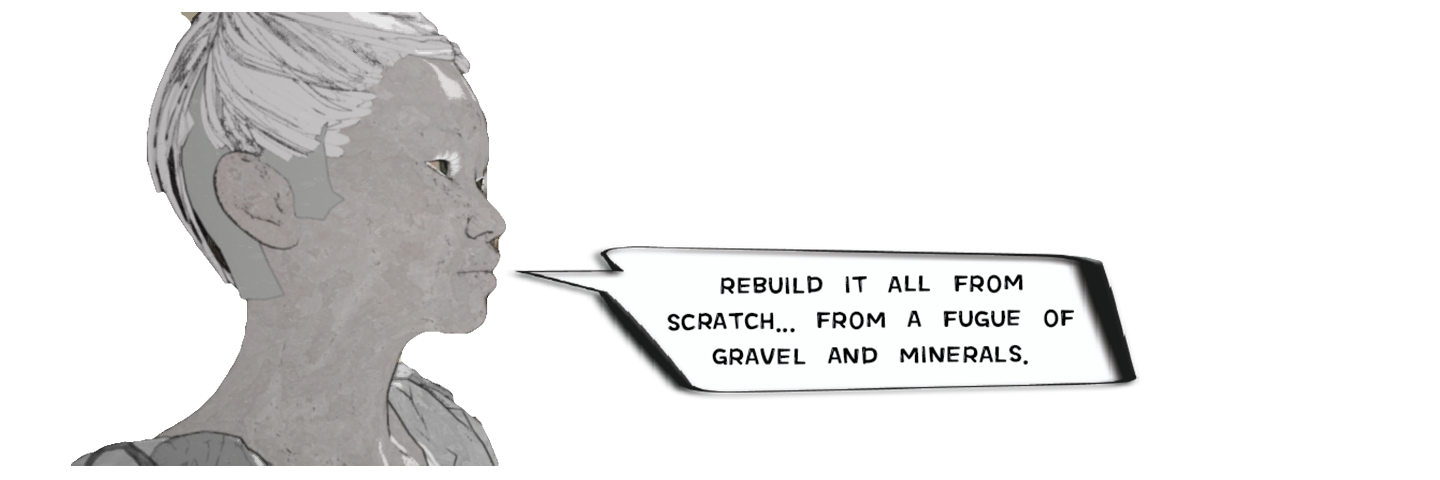 REBUILD IT ALL FROM
SCRATCH... FROM A FUGUE OF
GRAVEL AND MINERALS.